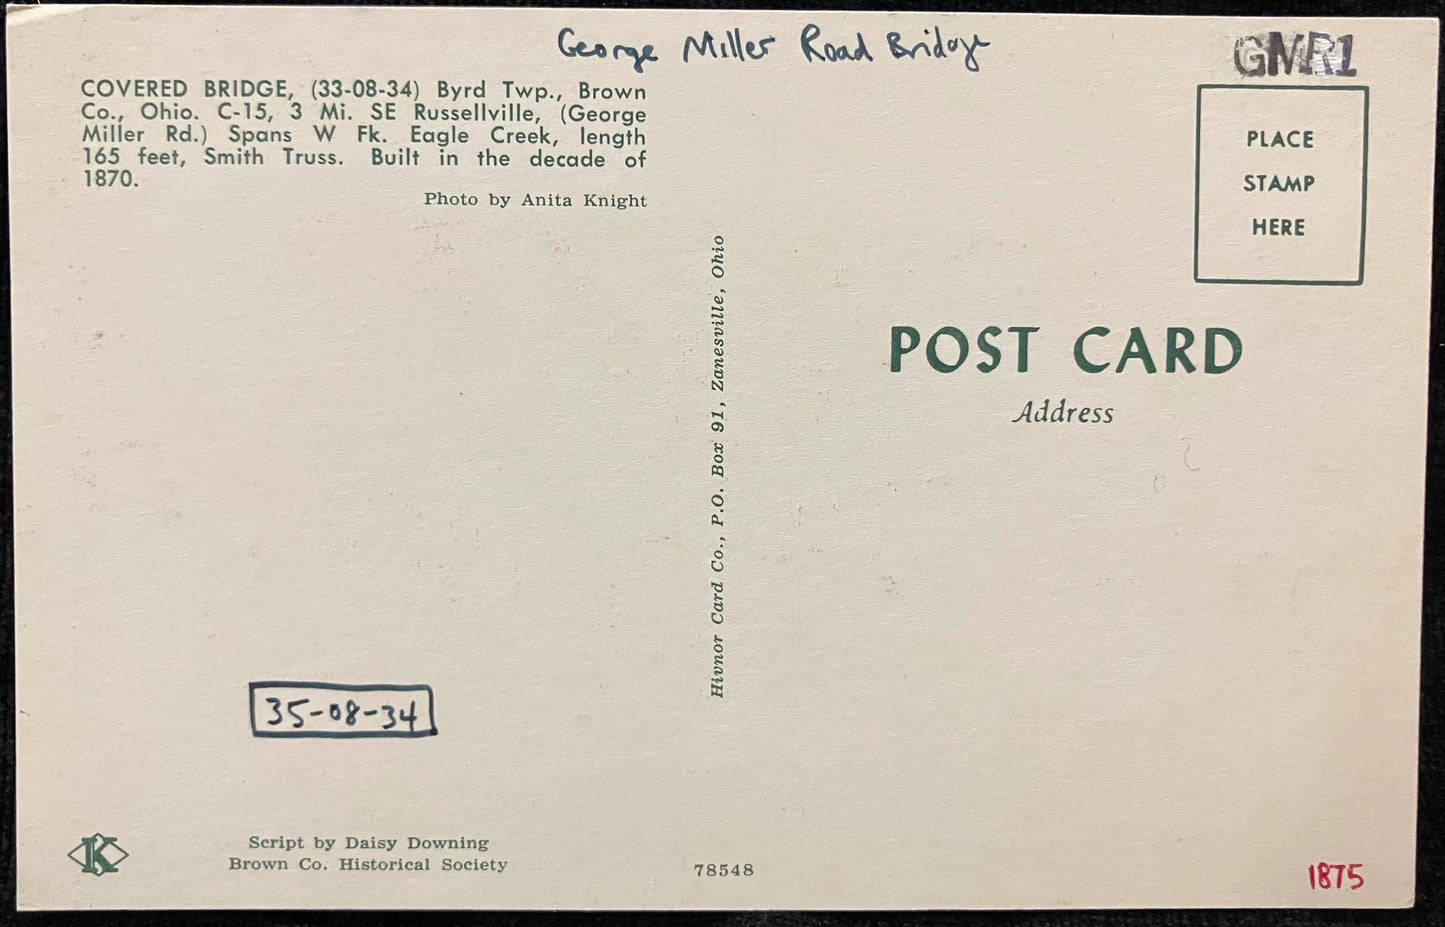 George Miller Road Bridge
GMR1
COVERED BRIDGE, (33-08-34) Byrd Twp., Brown
Co., Ohio. C-15, 3 Mi. SE Russellville, (George
Miller Rd.) Spans W Fk. Eagle Creek, length
165 feet, Smith Truss. Built in the decade of
1870.
Photo by Anita Knight
PLACE
STAMP
HERE
POST CARD
Address
Hivnor Card Co., P.O. Box 91, Zanesville, Ohio
35-08-34
K
Script by Daisy Downing
Brown Co. Historical Society
78548
1875